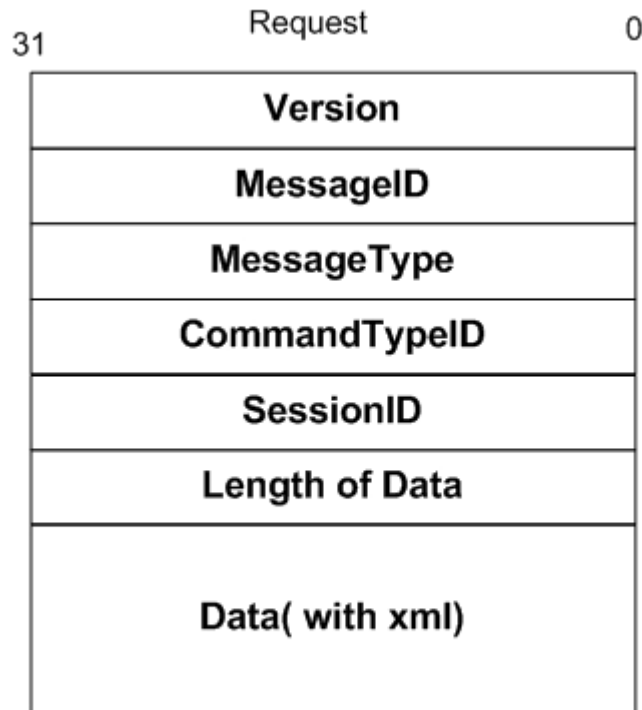 Request
31 0
Version
MessageID
MessageType
CommandTypeID
SessionID
Length of Data
Data( with xml)